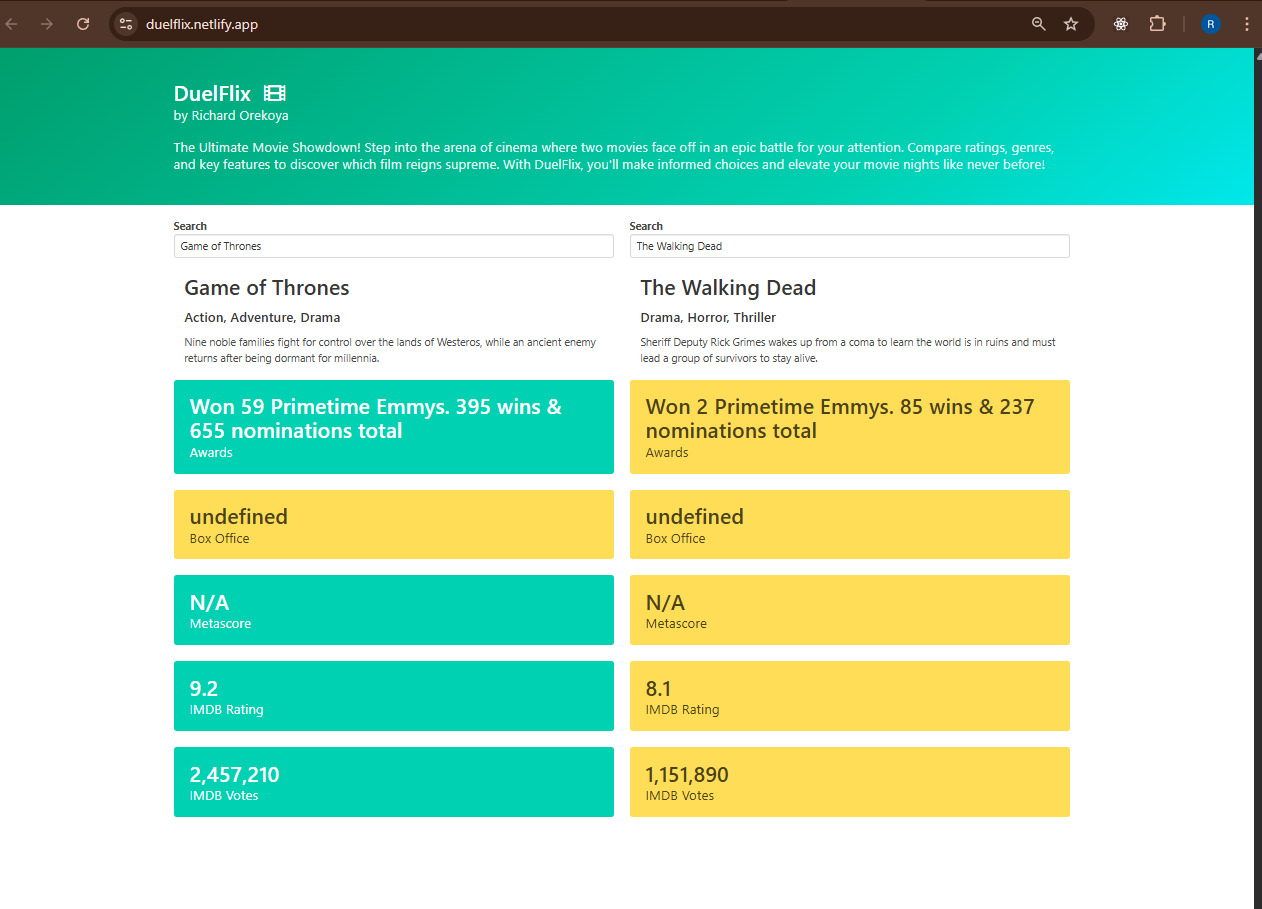 duelflix.netlify.app
R
DuelFlix
by Richard Orekoya
The Ultimate Movie Showdown! Step into the arena of cinema where two movies face off in an epic battle for your attention. Compare ratings, genres,
and key features to discover which film reigns supreme. With DuelFlix, you'll make informed choices and elevate your movie nights like never before!
Search
Game of Thrones
Game of Thrones
Action, Adventure, Drama
Nine noble families fight for control over the lands of Westeros, while an ancient enemy
returns after being dormant for millennia.
Won 59 Primetime Emmys. 395 wins &
655 nominations total
Awards
undefined
Box Office
N/A
Metascore
9.2
IMDB Rating
2,457,210
IMDB Votes
Search
The Walking Dead
The Walking Dead
Drama, Horror, Thriller
Sheriff Deputy Rick Grimes wakes up from a coma to learn the world is in ruins and must
lead a group of survivors to stay alive.
Won 2 Primetime Emmys. 85 wins & 237
nominations total
Awards
undefined
Box Office
N/A
Metascore
8.1
IMDB Rating
1,151,890
IMDB Votes